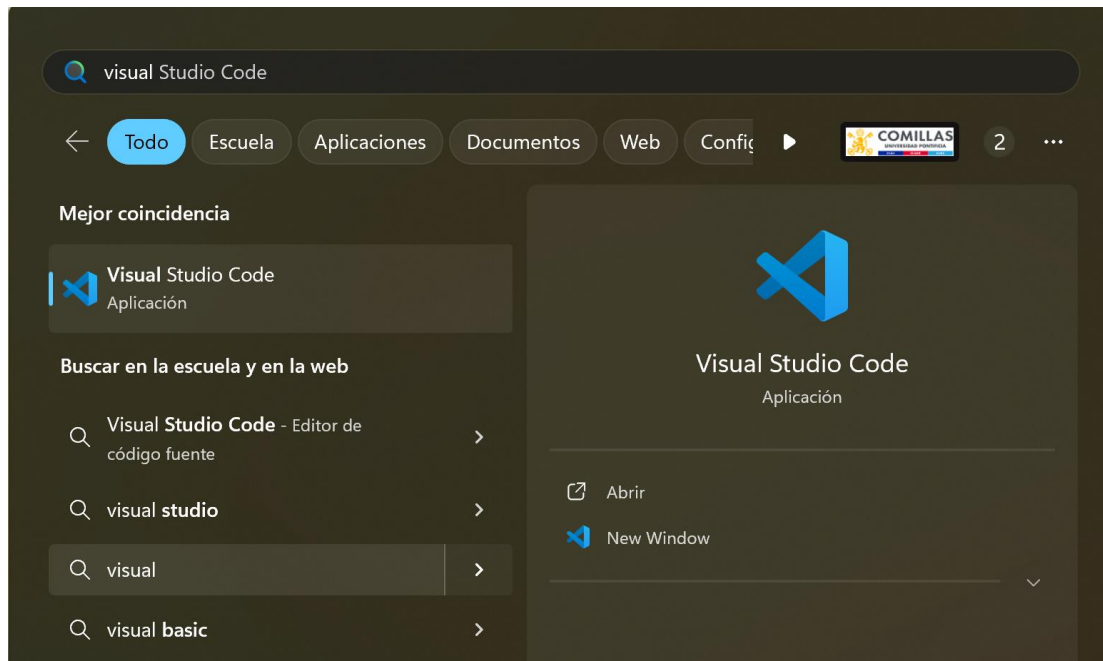 visual Studio Code
Todo Escuela Aplicaciones Documentos Web Config COMILLAS 2 ...
UNIVERSIDAD PONTIFICIA
Mejor coincidencia
Visual Studio Code
Aplicación
Buscar en la escuela y en la web
Visual Studio Code - Editor de
código fuente
visual studio
visual
visual basic
Visual Studio Code
Aplicación
Abrir
New Window